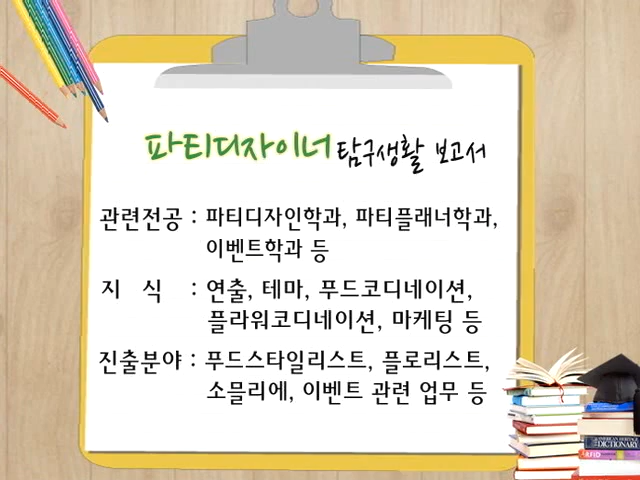 파티디자이너 탐구생활 보고서
관련전공 : 파티디자인학과, 파티플래너학과,
이벤트학과 등
지 식 : 연출, 테마, 푸드코디네이션,
플라워코디네이션, 마케팅 등
진출분야 : 푸드스타일리스트, 플로리스트,
소믈리에, 이벤트 관련 업무 등
AMERICAN HERITAGE
DICTIONARY
RFID